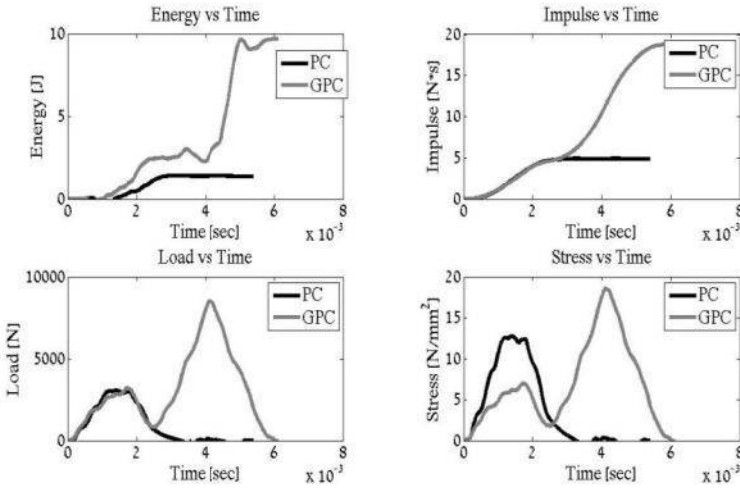 Energy vs Time
10
5
0
Energy [J]
PC
GPC
0 2 4 6 8
Time [sec]
x 10⁻³
Impulse vs Time
20
15
10
5
0
Impulse [N*s]
PC
GPC
0 2 4 6 8
Time [sec]
x 10⁻³
Load vs Time
10000
5000
0
Load [N]
PC
GPC
0 2 4 6 8
Time [sec]
x 10⁻³
Stress vs Time
20
15
10
5
0
Stress [N/mm²]
PC
GPC
0 2 4 6 8
Time [sec]
x 10⁻³